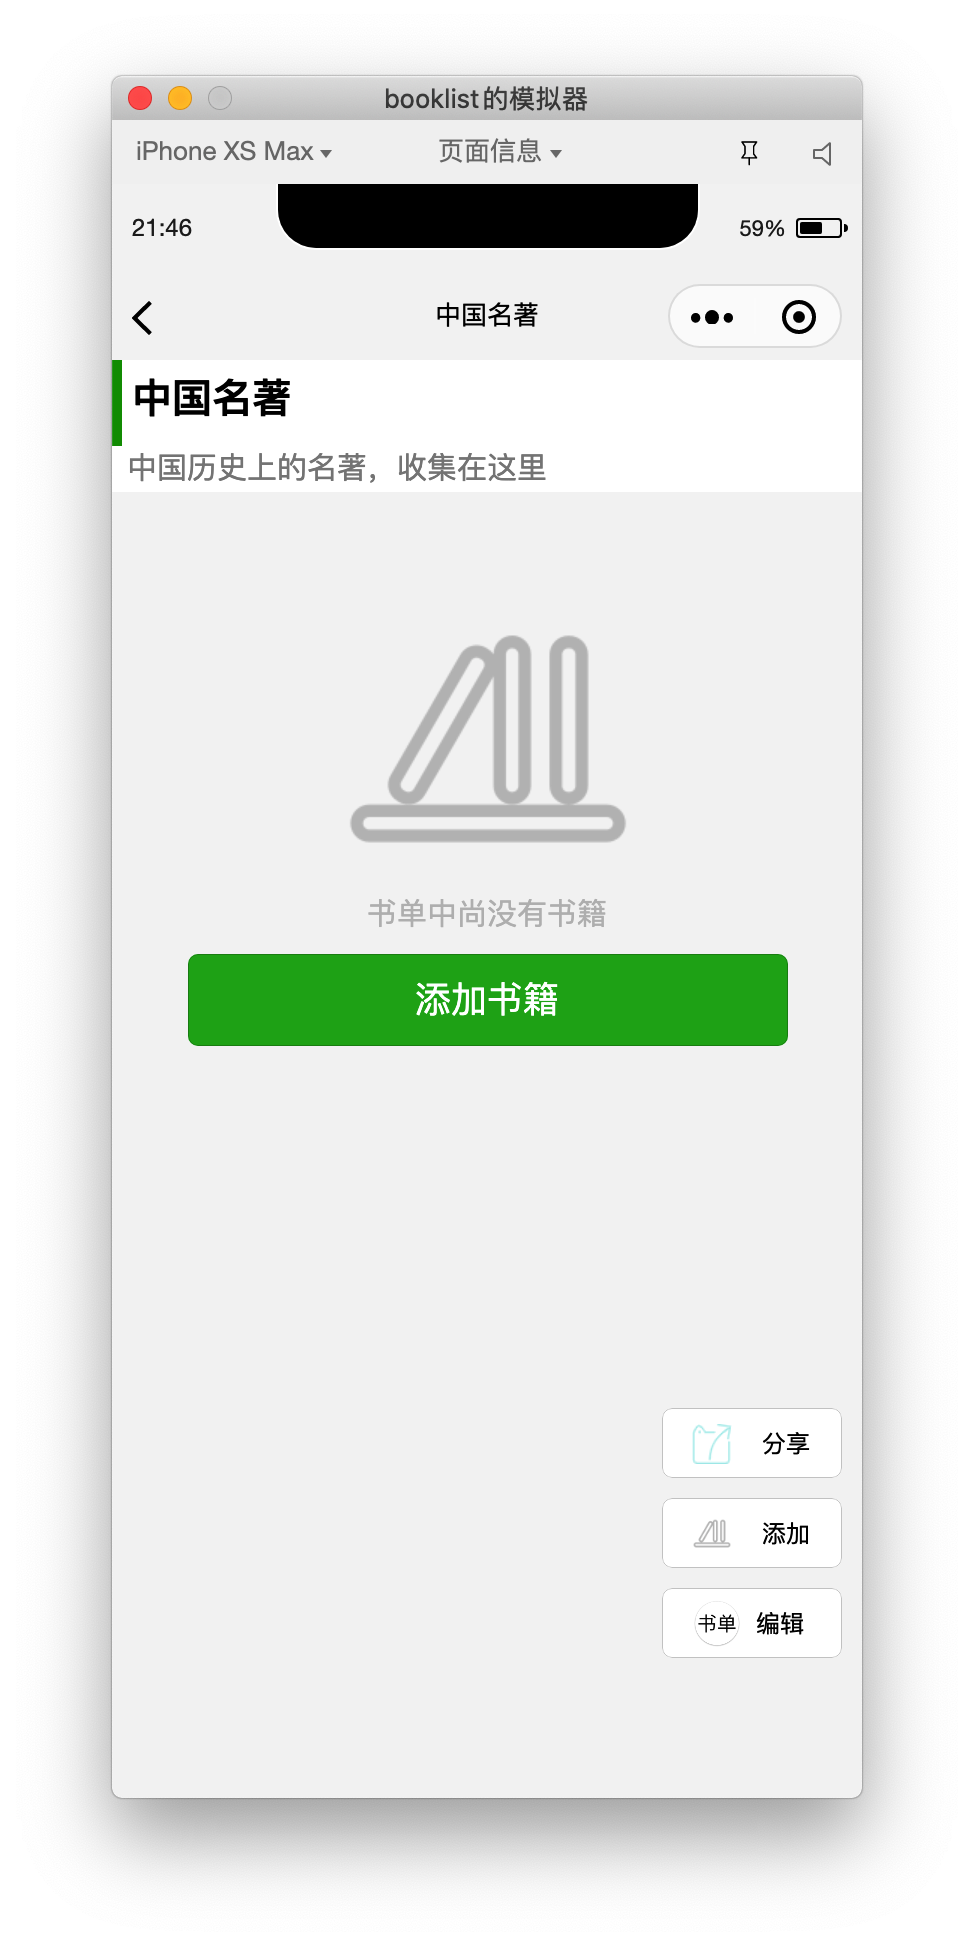 booklist的模拟器
iPhone XS Max
页面信息
21:46
59%
中国名著
中国名著
中国历史上的名著，收集在这里
书单中尚没有书籍
添加书籍
分享
添加
书单 编辑